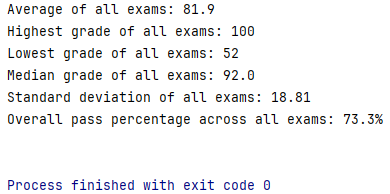 Average of all exams: 81.9
Highest grade of all exams: 100
Lowest grade of all exams: 52
Median grade of all exams: 92.0
Standard deviation of all exams: 18.81
Overall pass percentage across all exams: 73.3%
Process finished with exit code 0